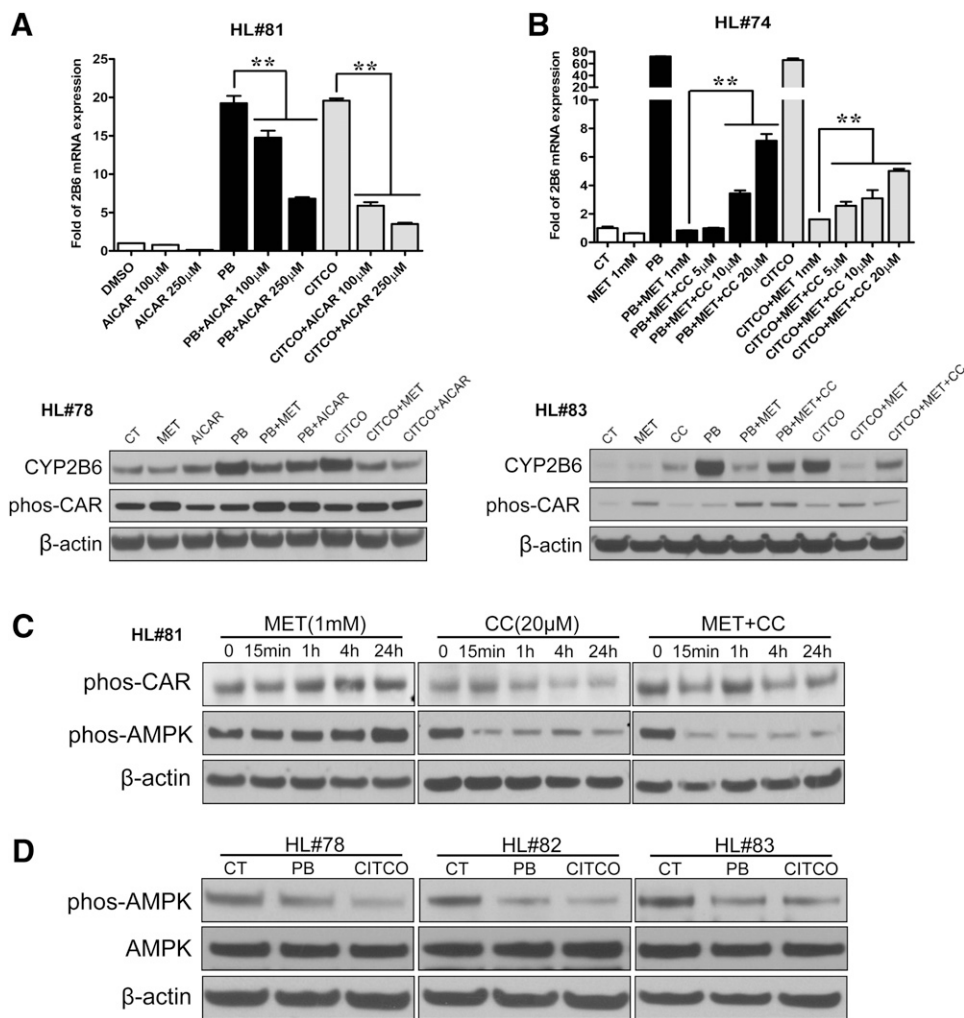 A
HL#81
Fold of 2B6 mRNA expression
25
20
15
10
5
0
**
**
DMSO
AICAR 100μM
AICAR 250μM
PB
PB+AICAR 100μM
PB+AICAR 250μM
CITCO
CITCO+AICAR 100μM
CITCO+AICAR 250μM
B
HL#74
Fold of 2B6 mRNA expression
80
60
40
20
8
6
4
2
0
**
**
CT
MET 1mM
PB
PB+MET 1mM
PB+MET+CC 5μM
PB+MET+CC 10μM
PB+MET+CC 20μM
CITCO
CITCO+MET 1mM
CITCO+MET+CC 5μM
CITCO+MET+CC 10μM
CITCO+MET+CC 20μM
HL#78
CT MET AICAR PB PB+MET PB+AICAR CITCO CITCO+MET CITCO+AICAR
CYP2B6
phos-CAR
β-actin
HL#83
CT MET CC PB PB+MET PB+MET+CC CITCO CITCO+MET CITCO+MET+CC
CYP2B6
phos-CAR
β-actin
C
HL#81 MET(1mM) CC(20μM) MET+CC
0 15min 1h 4h 24h 0 15min 1h 4h 24h 0 15min 1h 4h 24h
phos-CAR
phos-AMPK
β-actin
D
HL#78 HL#82 HL#83
CT PB CITCO CT PB CITCO CT PB CITCO
phos-AMPK
AMPK
β-actin